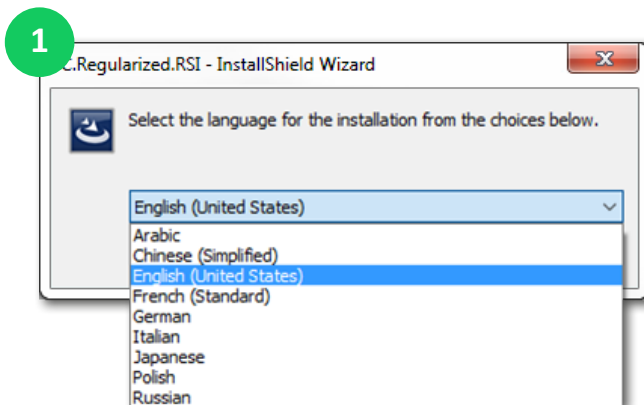 1
C.Regularized.RSI - InstallShield Wizard
Select the language for the installation from the choices below.
English (United States)
Arabic
Chinese (Simplified)
English (United States)
French (Standard)
German
Italian
Japanese
Polish
Russian